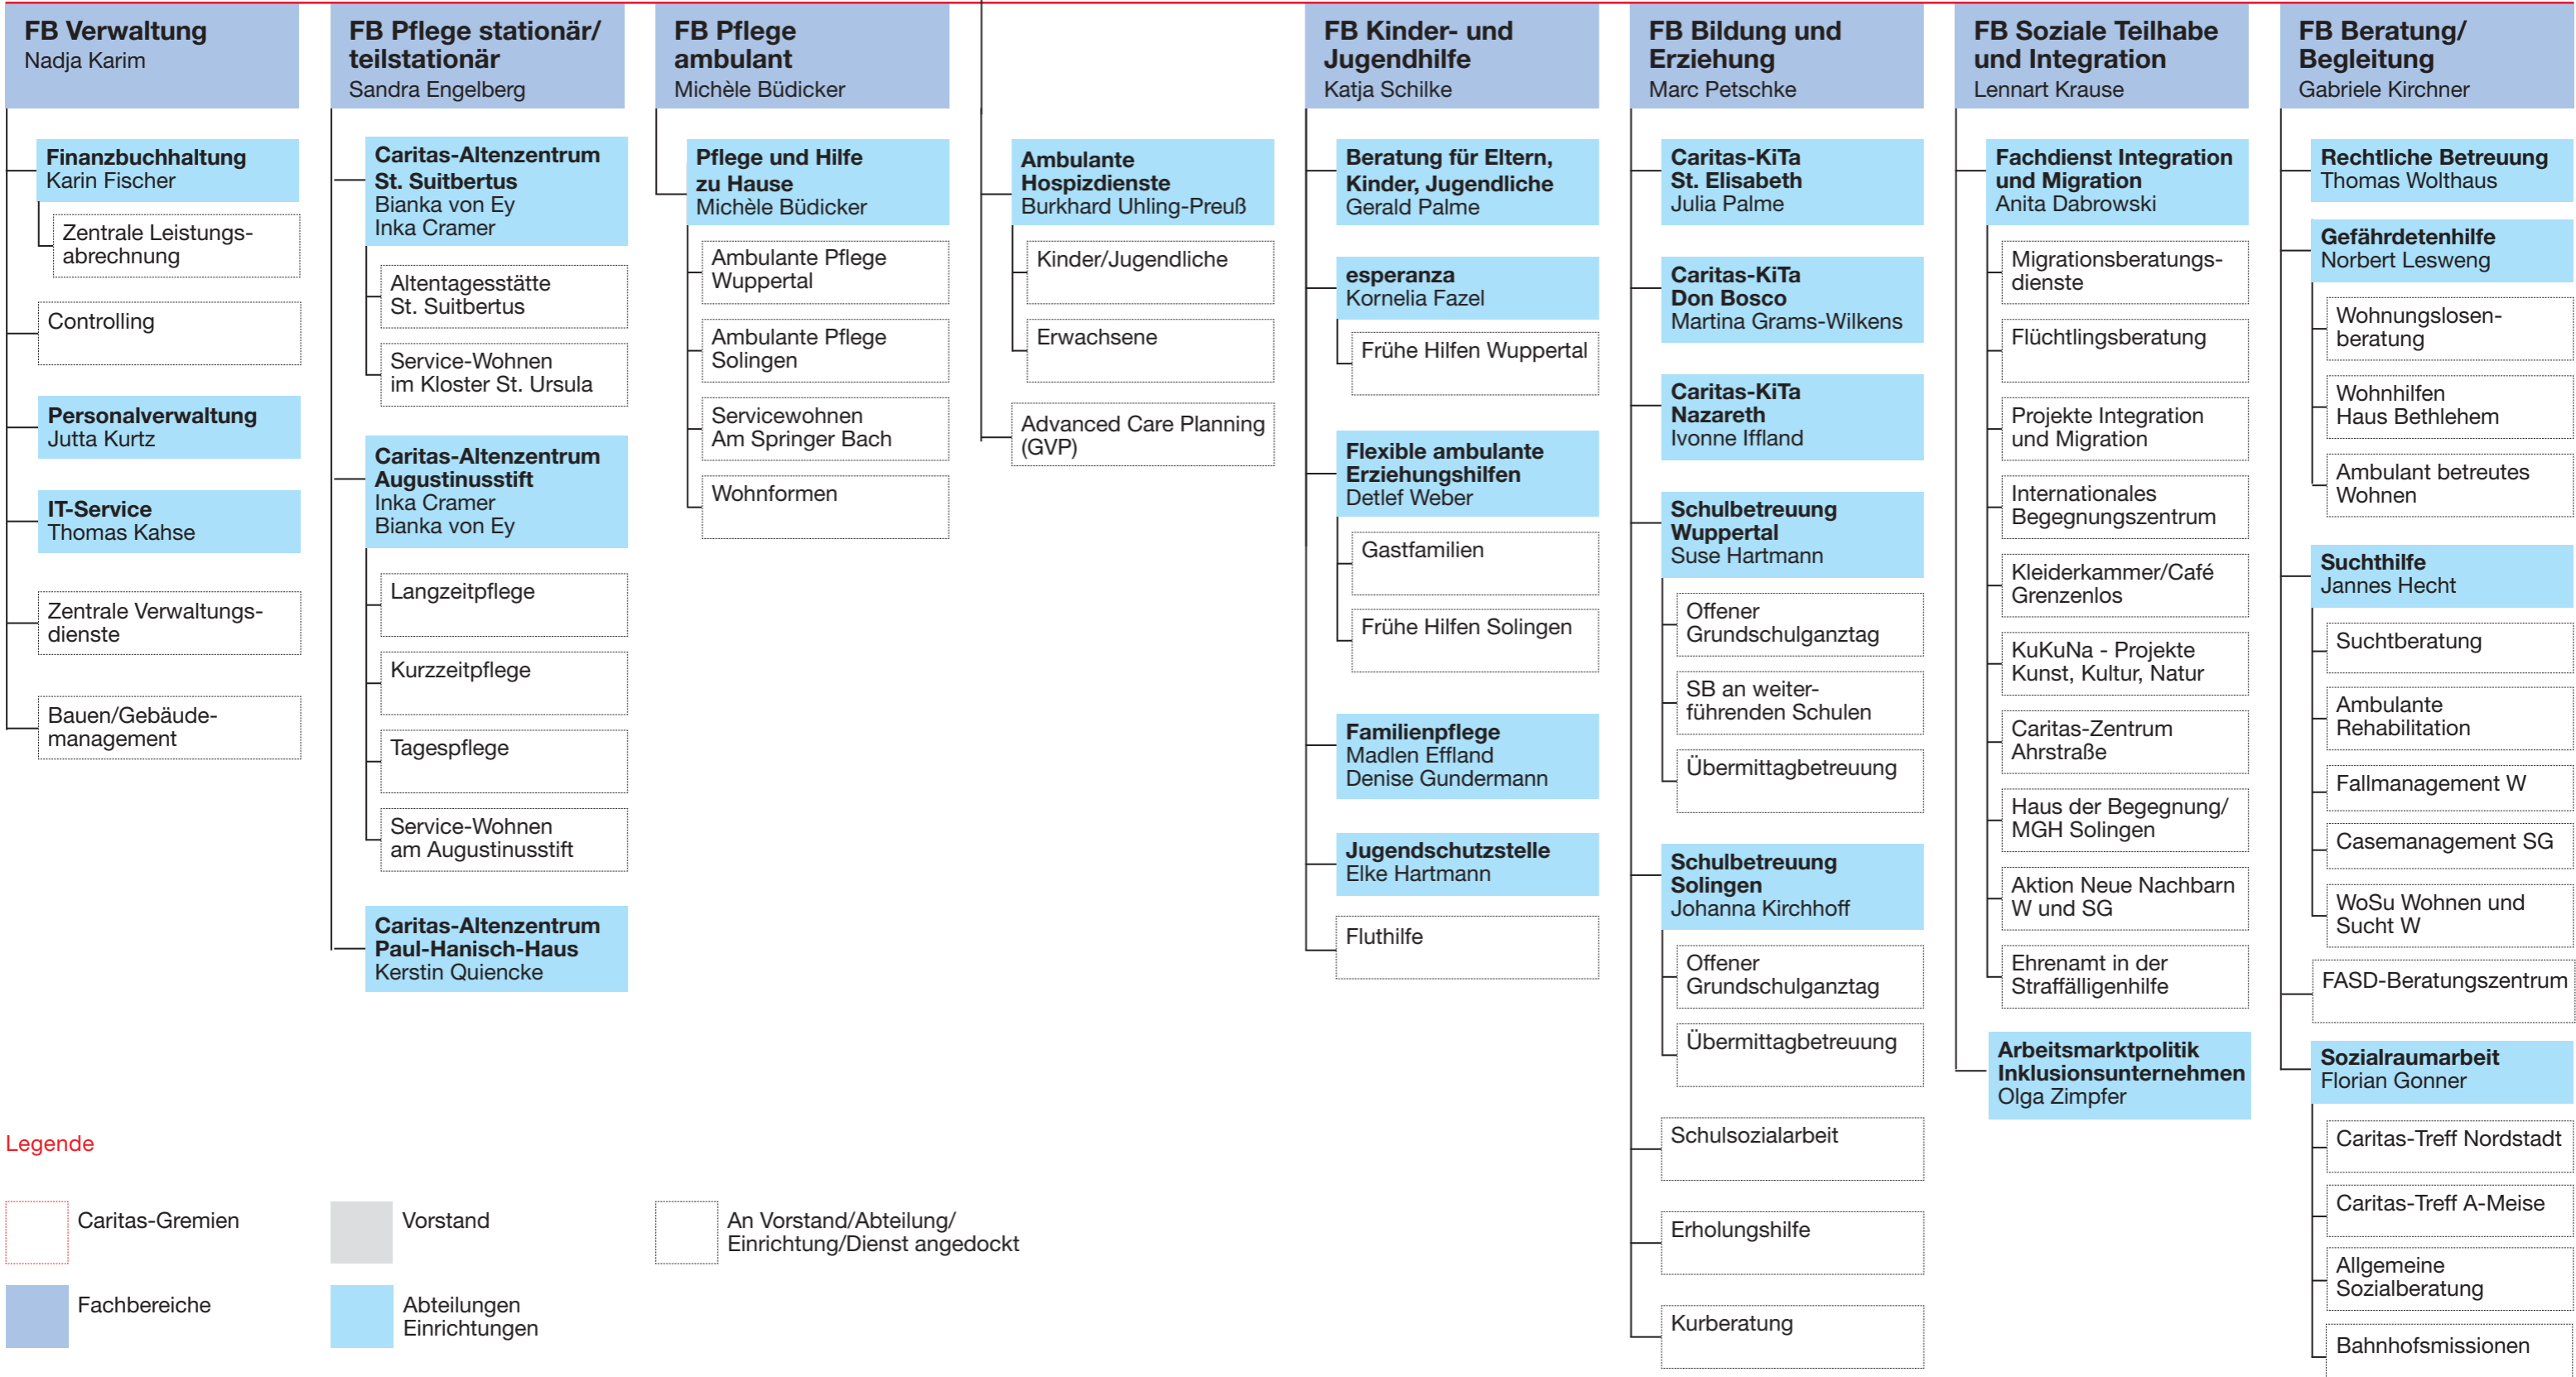 FB Verwaltung
Nadja Karim
Finanzbuchhaltung
Karin Fischer
Zentrale Leistungs-
abrechnung
Controlling
Personalverwaltung
Jutta Kurtz
IT-Service
Thomas Kahse
Zentrale Verwaltungs-
dienste
Bauen/Gebäude-
management
FB Pflege stationär/
teilstationär
Sandra Engelberg
Caritas-Altenzentrum
St. Suitbertus
Bianka von Ey
Inka Cramer
Altentagesstätte
St. Suitbertus
Service-Wohnen
im Kloster St. Ursula
Caritas-Altenzentrum
Augustinusstift
Inka Cramer
Bianka von Ey
Langzeitpflege
Kurzzeitpflege
Tagespflege
Service-Wohnen
am Augustinusstift
Caritas-Altenzentrum
Paul-Hanisch-Haus
Kerstin Quiencke
FB Pflege
ambulant
Michèle Büdicker
Pflege und Hilfe
zu Hause
Michèle Büdicker
Ambulante Pflege
Wuppertal
Ambulante Pflege
Solingen
Servicewohnen
Am Springer Bach
Wohnformen
Ambulante
Hospizdienste
Burkhard Uhling-Preuß
Kinder/Jugendliche
Erwachsene
Advanced Care Planning
(GVP)
FB Kinder- und
Jugendhilfe
Katja Schilke
Beratung für Eltern,
Kinder, Jugendliche
Gerald Palme
esperanza
Kornelia Fazel
Frühe Hilfen Wuppertal
Flexible ambulante
Erziehungshilfen
Detlef Weber
Gastfamilien
Frühe Hilfen Solingen
Familienpflege
Madlen Effland
Denise Gundermann
Jugendschutzstelle
Elke Hartmann
Fluthilfe
FB Bildung und
Erziehung
Marc Petschke
Caritas-KiTa
St. Elisabeth
Julia Palme
Caritas-KiTa
Don Bosco
Martina Grams-Wilkens
Caritas-KiTa
Nazareth
Ivonne Iffland
Schulbetreuung
Wuppertal
Suse Hartmann
Offener
Grundschulganztag
SB an weiter-
führenden Schulen
Übermittagbetreuung
Schulbetreuung
Solingen
Johanna Kirchhoff
Offener
Grundschulganztag
Übermittagbetreuung
Schulsozialarbeit
Erholungshilfe
Kurberatung
FB Soziale Teilhabe
und Integration
Lennart Krause
Fachdienst Integration
und Migration
Anita Dabrowski
Migrationsberatungs-
dienste
Flüchtlingsberatung
Projekte Integration
und Migration
Internationales
Begegnungszentrum
Kleiderkammer/Café
Grenzenlos
KuKuNa - Projekte
Kunst, Kultur, Natur
Caritas-Zentrum
Ahrstraße
Haus der Begegnung/
MGH Solingen
Aktion Neue Nachbarn
W und SG
Ehrenamt in der
Straffälligenhilfe
Arbeitsmarktpolitik
Inklusionsunternehmen
Olga Zimpfer
FB Beratung/
Begleitung
Gabriele Kirchner
Rechtliche Betreuung
Thomas Wolthaus
Gefährdetenhilfe
Norbert Lesweng
Wohnungslosen-
beratung
Wohnhilfen
Haus Bethlehem
Ambulant betreutes
Wohnen
Suchthilfe
Jannes Hecht
Suchtberatung
Ambulante
Rehabilitation
Fallmanagement W
Casemanagement SG
WoSu Wohnen und
Sucht W
FASD-Beratungszentrum
Sozialraumarbeit
Florian Gonner
Caritas-Treff Nordstadt
Caritas-Treff A-Meise
Allgemeine
Sozialberatung
Bahnhofsmissionen
Legende
Caritas-Gremien
Vorstand
An Vorstand/Abteilung/
Einrichtung/Dienst angedockt
Fachbereiche
Abteilungen
Einrichtungen